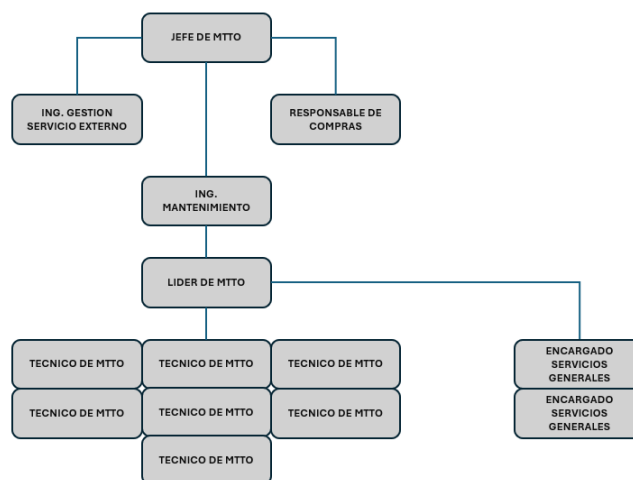 JEFE DE MTTO
ING. GESTION
SERVICIO EXTERNO
RESPONSABLE DE
COMPRAS
ING.
MANTENIMIENTO
LIDER DE MTTO
TECNICO DE MTTO
TECNICO DE MTTO
TECNICO DE MTTO
ENCARGADO
SERVICIOS
GENERALES
TECNICO DE MTTO
TECNICO DE MTTO
TECNICO DE MTTO
ENCARGADO
SERVICIOS
GENERALES
TECNICO DE MTTO